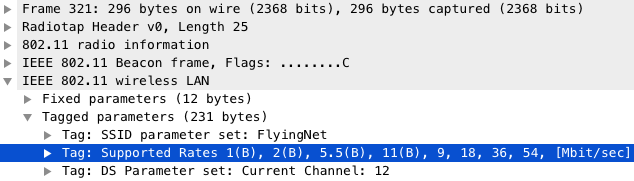 Frame 321: 296 bytes on wire (2368 bits), 296 bytes captured (2368 bits)
Radiotap Header v0, Length 25
802.11 radio information
IEEE 802.11 Beacon frame, Flags: ........C
IEEE 802.11 wireless LAN
Fixed parameters (12 bytes)
Tagged parameters (231 bytes)
Tag: SSID parameter set: FlyingNet
Tag: Supported Rates 1(B), 2(B), 5.5(B), 11(B), 9, 18, 36, 54, [Mbit/sec]
Tag: DS Parameter set: Current Channel: 12